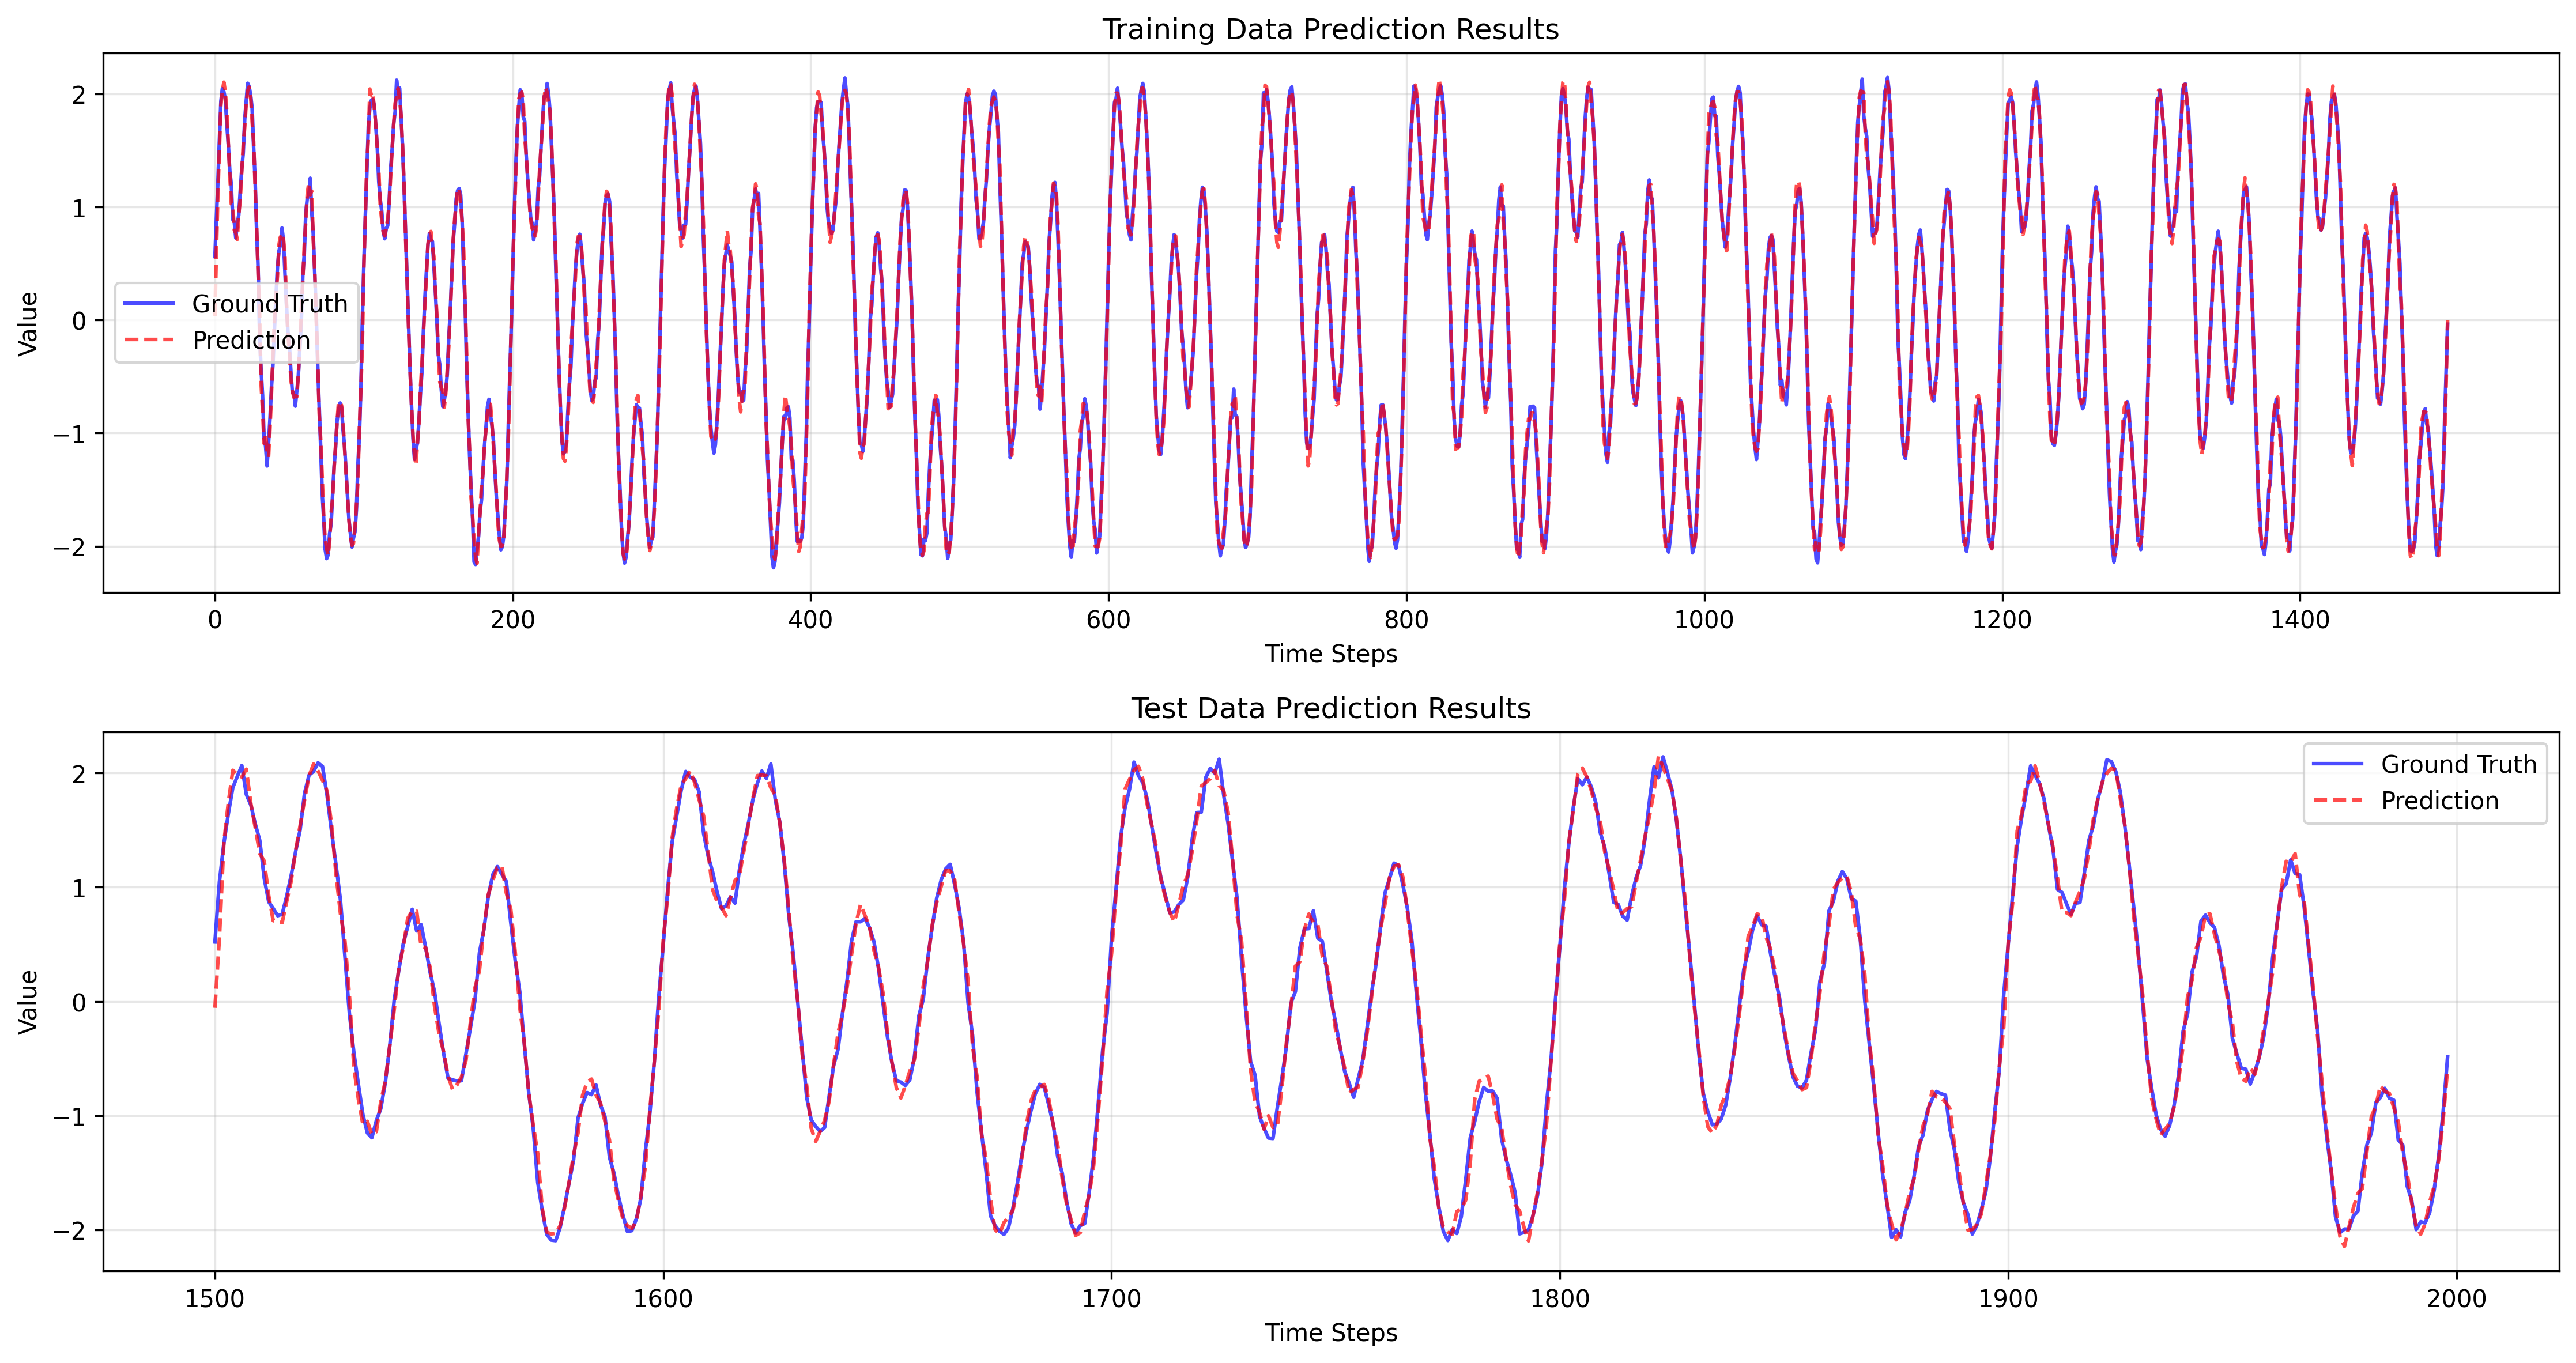 Training Data Prediction Results
Value
2
1
0
−1
−2
Ground Truth
Prediction
0 200 400 600 800 1000 1200 1400
Time Steps
Test Data Prediction Results
Value
2
1
0
−1
−2
Ground Truth
Prediction
1500 1600 1700 1800 1900 2000
Time Steps